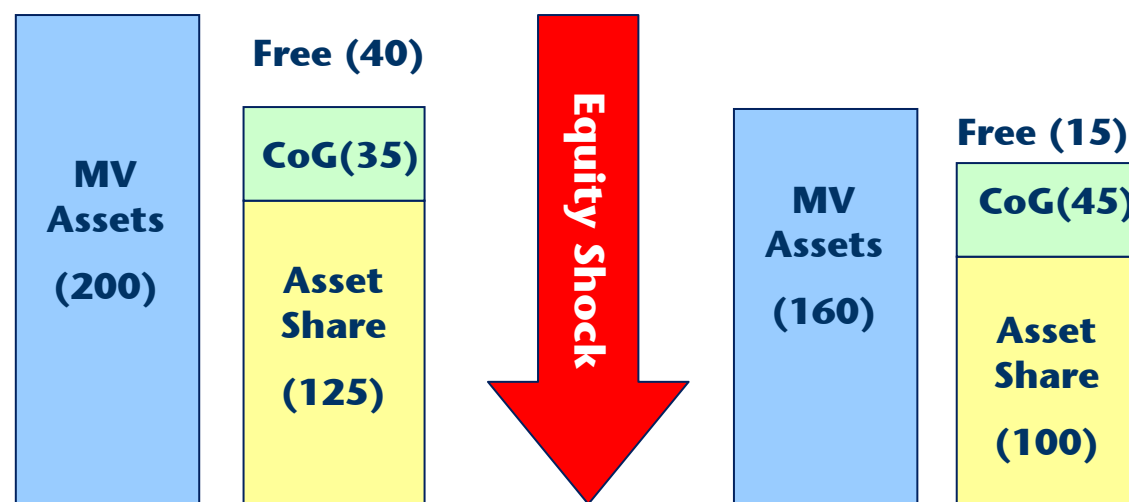 MV
Assets
(200)
Free (40)
CoG(35)
Asset
Share
(125)
Equity Shock
MV
Assets
(160)
Free (15)
CoG(45)
Asset
Share
(100)